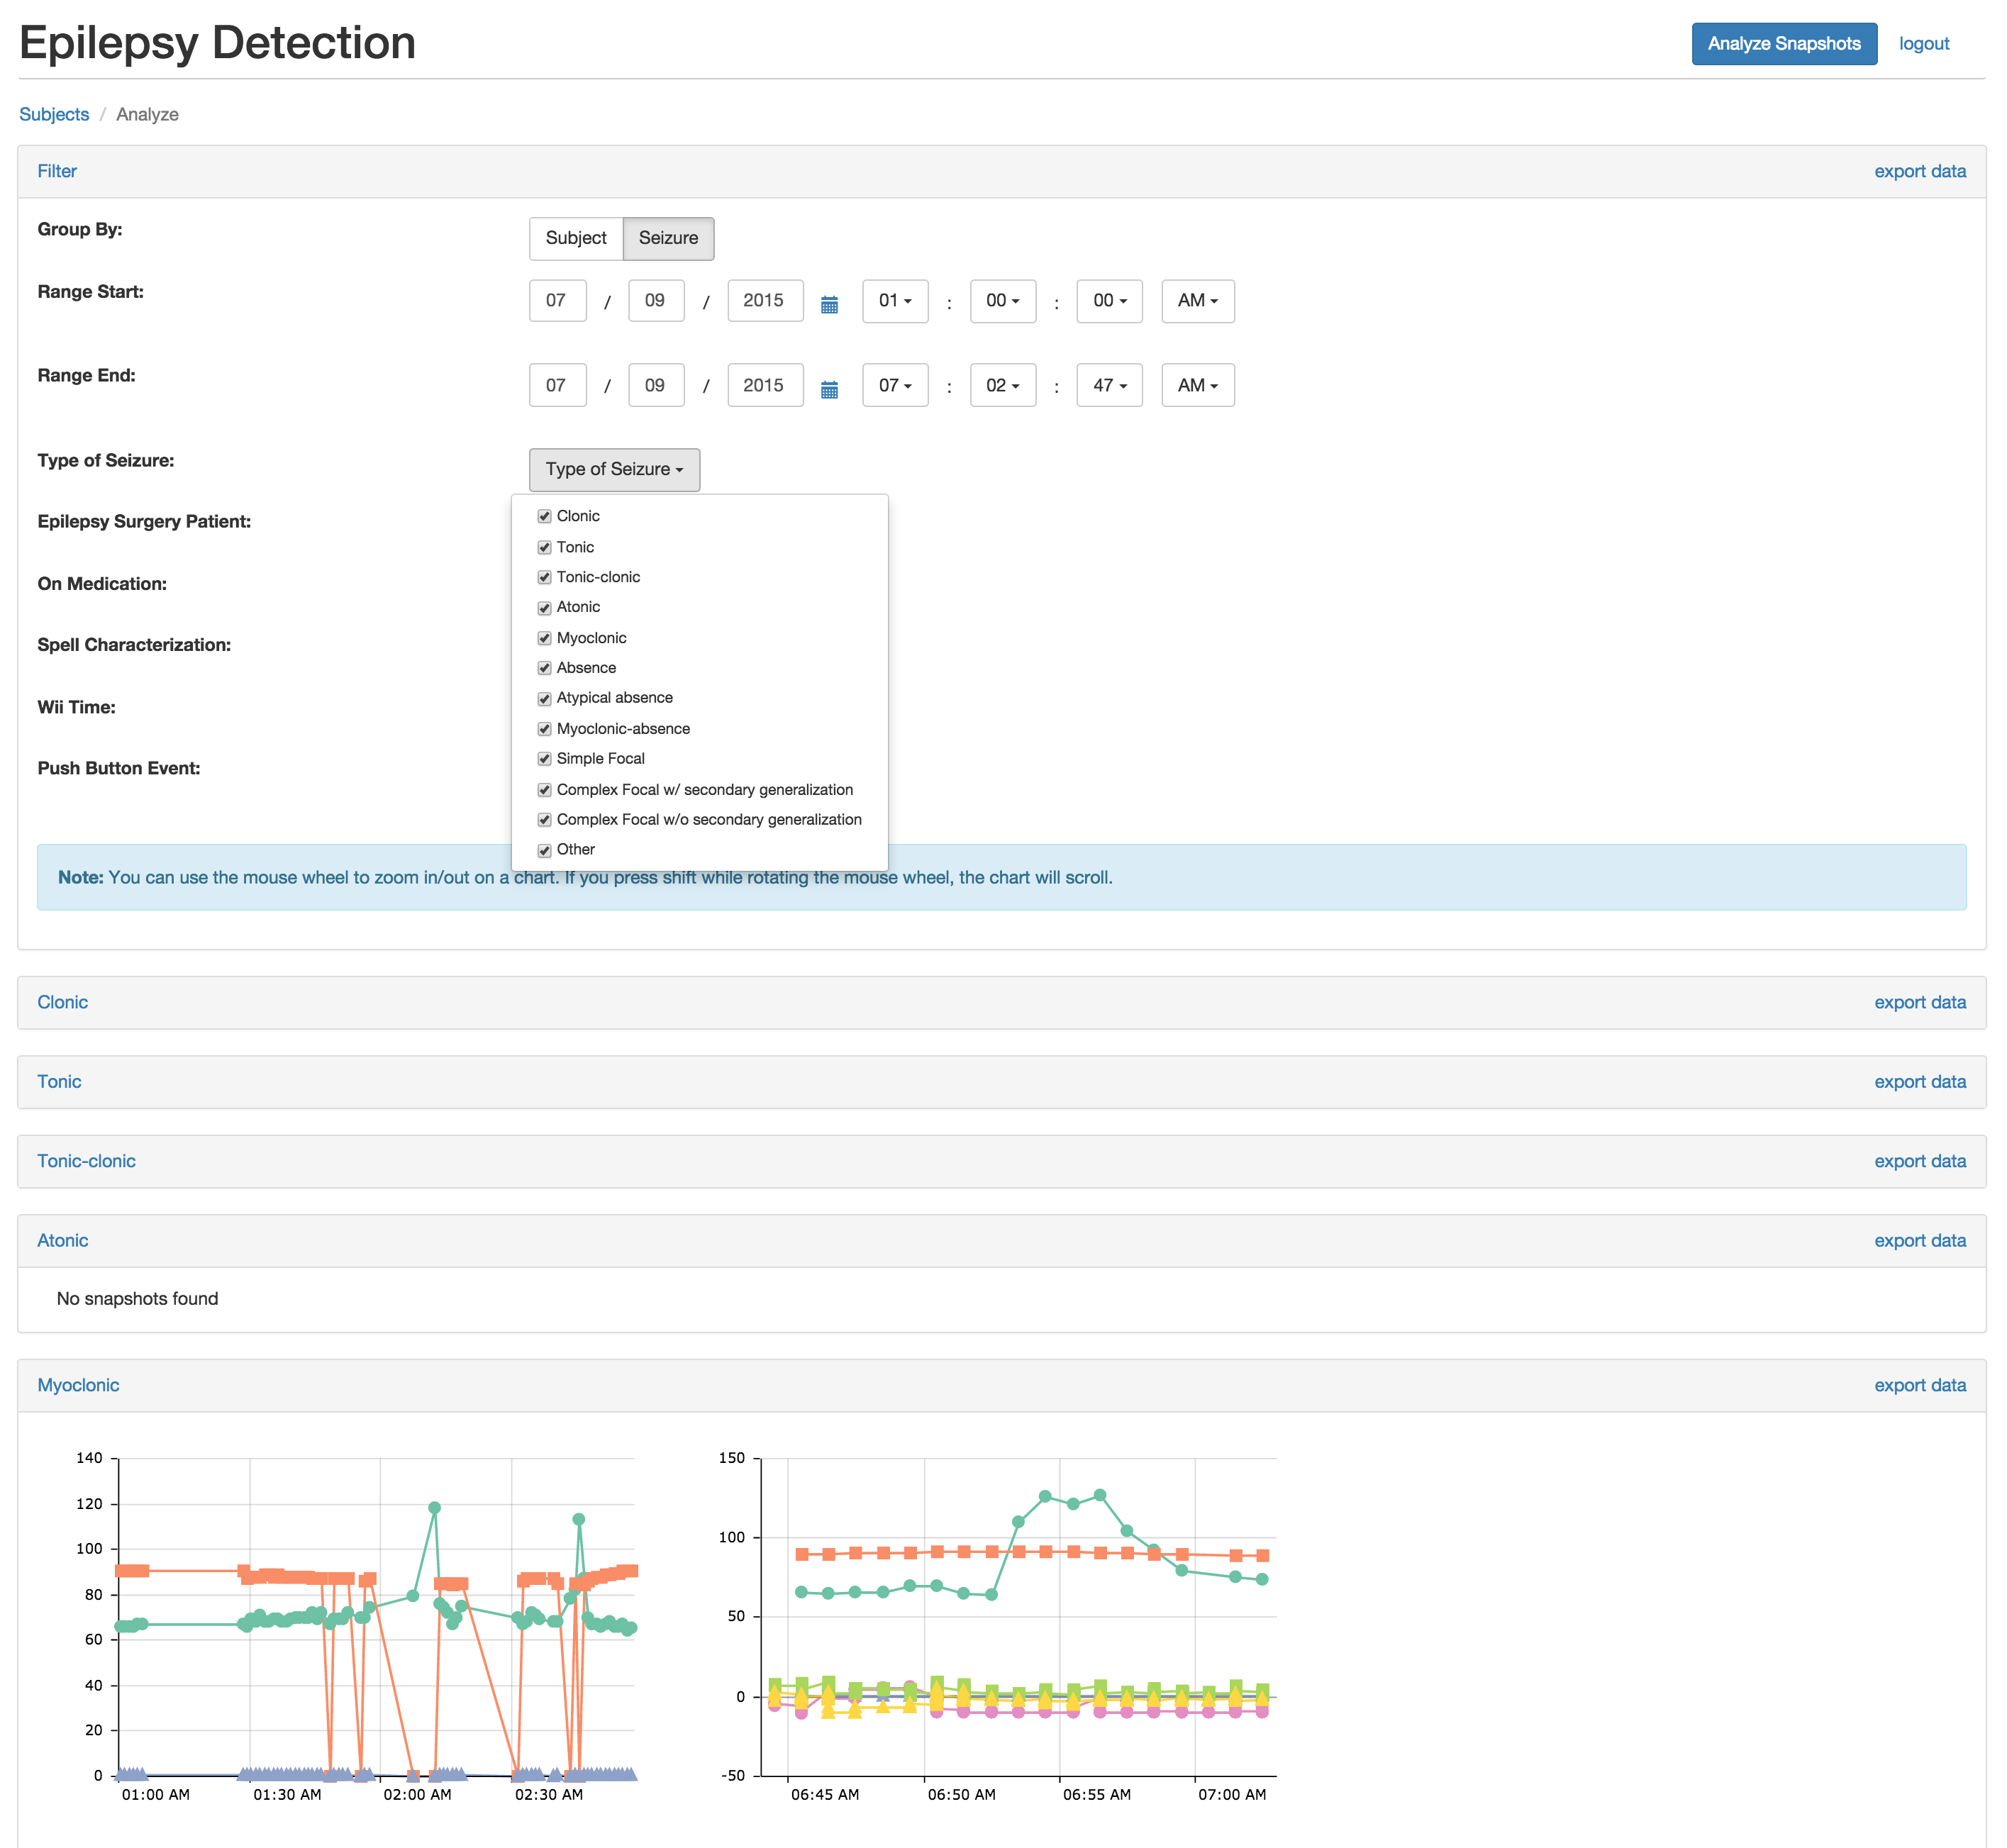 Epilepsy Detection
Analyze Snapshots logout
Subjects / Analyze
Filter export data
Group By: Subject Seizure
Range Start: 07 / 09 / 2015 01 : 00 : 00 AM
Range End: 07 / 09 / 2015 07 : 02 : 47 AM
Type of Seizure: Type of Seizure
Clonic
Epilepsy Surgery Patient:
Tonic
Tonic-clonic
On Medication:
Atonic
Myoclonic
Spell Characterization:
Absence
Atypical absence
Wii Time:
Myoclonic-absence
Simple Focal
Push Button Event:
Complex Focal w/ secondary generalization
Complex Focal w/o secondary generalization
Other
Note: You can use the mouse wheel to zoom in/out on a chart. If you press shift while rotating the mouse wheel, the chart will scroll.
Clonic export data
Tonic export data
Tonic-clonic export data
Atonic export data
No snapshots found
Myoclonic export data
140
120
100
80
60
40
20
0
01:00 AM 01:30 AM 02:00 AM 02:30 AM
150
100
50
0
-50
06:45 AM 06:50 AM 06:55 AM 07:00 AM